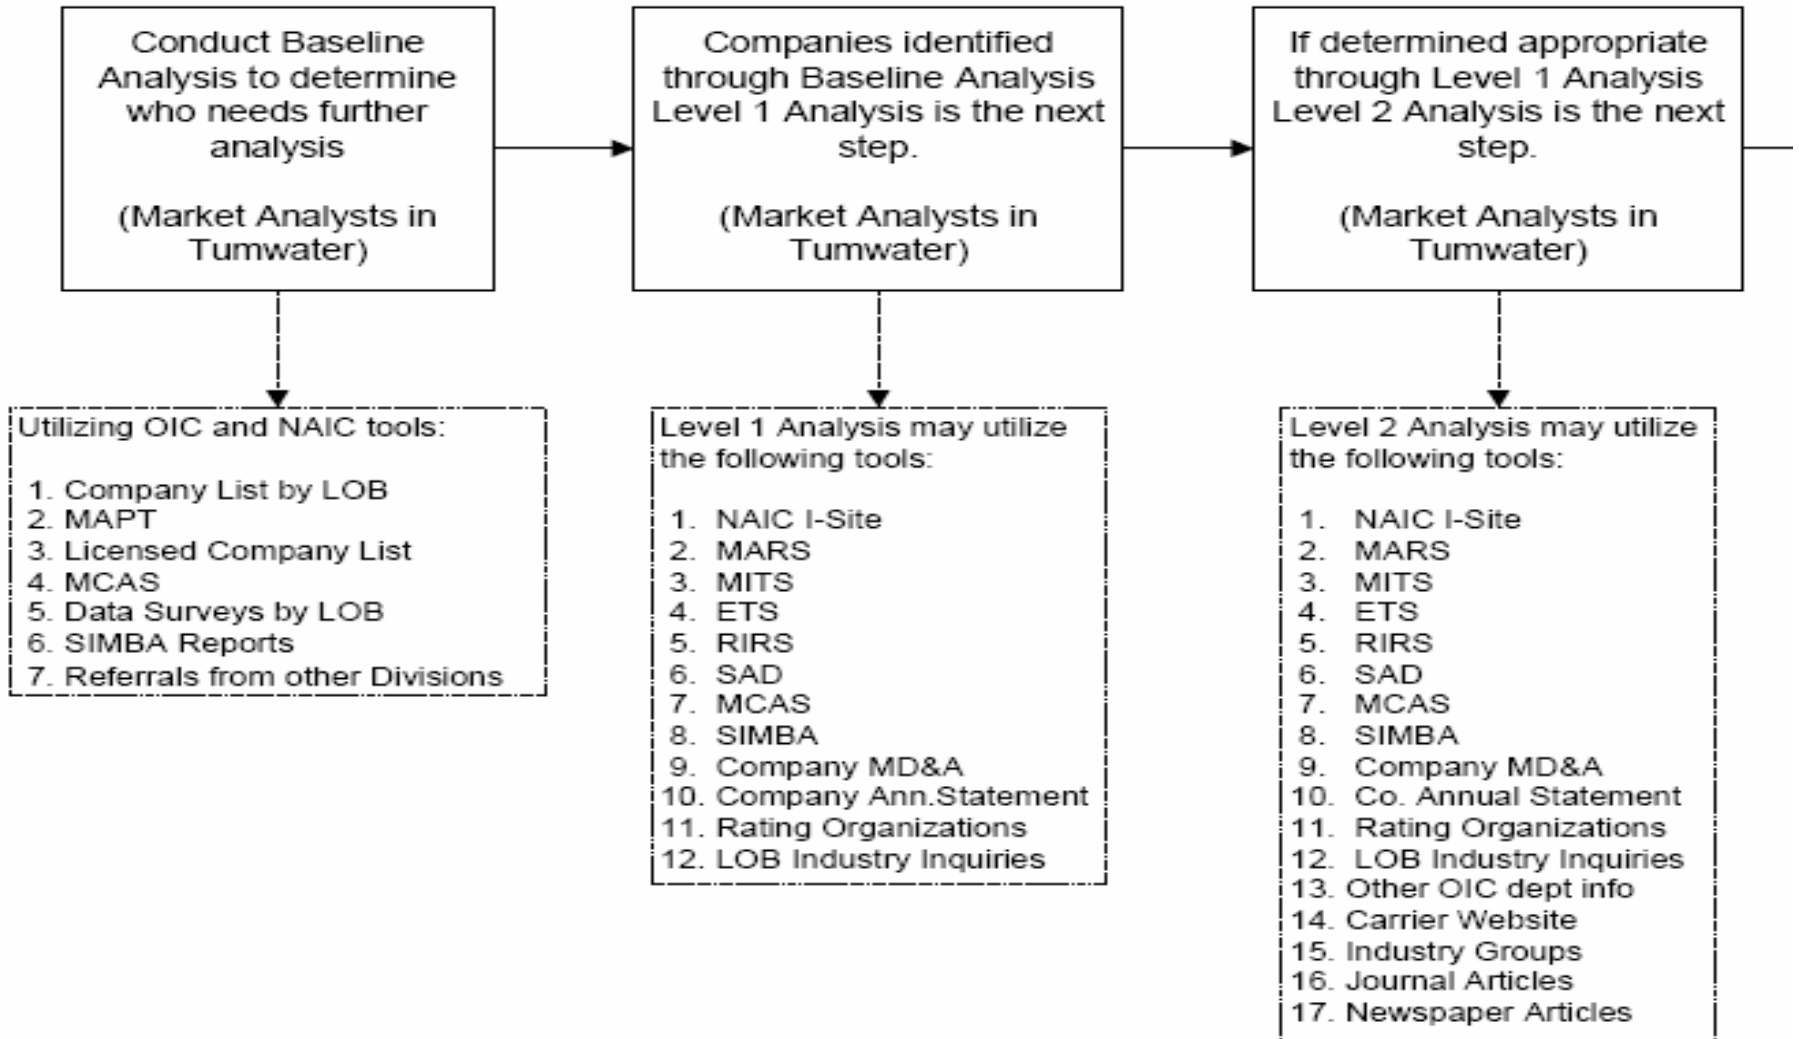 Conduct Baseline
Analysis to determine
who needs further
analysis
(Market Analysts in
Tumwater)
Companies identified
through Baseline Analysis
Level 1 Analysis is the next
step.
(Market Analysts in
Tumwater)
If determined appropriate
through Level 1 Analysis
Level 2 Analysis is the next
step.
(Market Analysts in
Tumwater)
Utilizing OIC and NAIC tools:
1. Company List by LOB
2. MAPT
3. Licensed Company List
4. MCAS
5. Data Surveys by LOB
6. SIMBA Reports
7. Referrals from other Divisions
Level 1 Analysis may utilize
the following tools:
1. NAIC I-Site
2. MARS
3. MITS
4. ETS
5. RIRS
6. SAD
7. MCAS
8. SIMBA
9. Company MD&A
10. Company Ann.Statement
11. Rating Organizations
12. LOB Industry Inquiries
Level 2 Analysis may utilize
the following tools:
1. NAIC I-Site
2. MARS
3. MITS
4. ETS
5. RIRS
6. SAD
7. MCAS
8. SIMBA
9. Company MD&A
10. Co. Annual Statement
11. Rating Organizations
12. LOB Industry Inquiries
13. Other OIC dept info
14. Carrier Website
15. Industry Groups
16. Journal Articles
17. Newspaper Articles